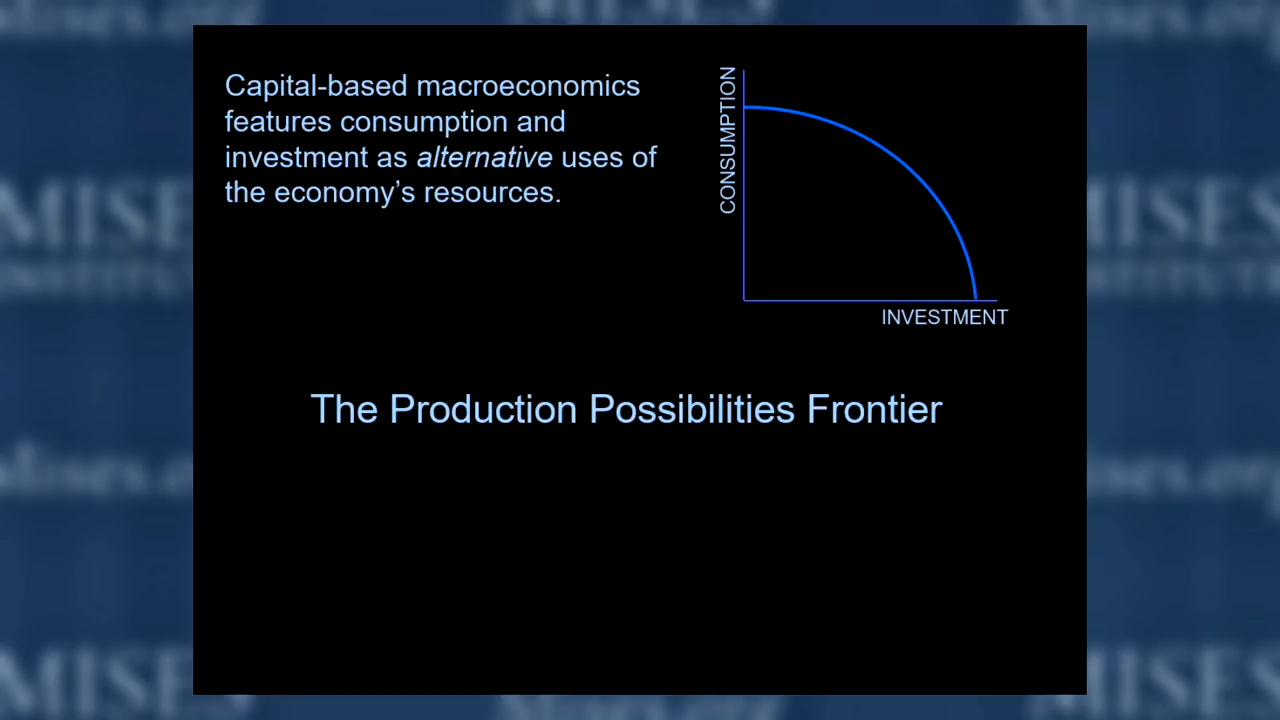 Capital-based macroeconomics
features consumption and
investment as alternative uses of
the economy’s resources.
CONSUMPTION
INVESTMENT
The Production Possibilities Frontier